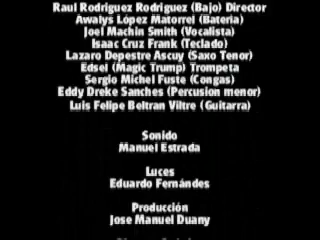 Raul Rodriguez Rodriguez (Bajo) Director
Awalys López Matorrel (Bateria)
Joel Machin Smith (Vocalista)
Isaac Cruz Frank (Teclado)
Lazaro Depestre Ascuy (Saxo Tenor)
Edsel (Magic Trump) Trompeta
Sergio Michel Fuste (Congas)
Eddy Dreke Sanches (Percusion menor)
Luis Felipe Beltran Viltre (Guitarra)
Sonido
Manuel Estrada
Luces
Eduardo Fernándes
Producción
Jose Manuel Duany